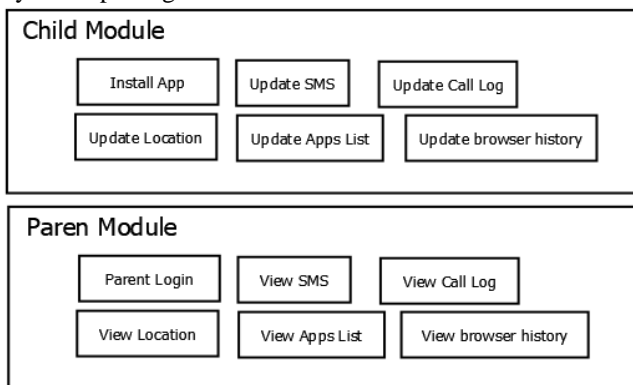 Child Module
Install App Update SMS Update Call Log
Update Location Update Apps List Update browser history
Paren Module
Parent Login View SMS View Call Log
View Location View Apps List View browser history